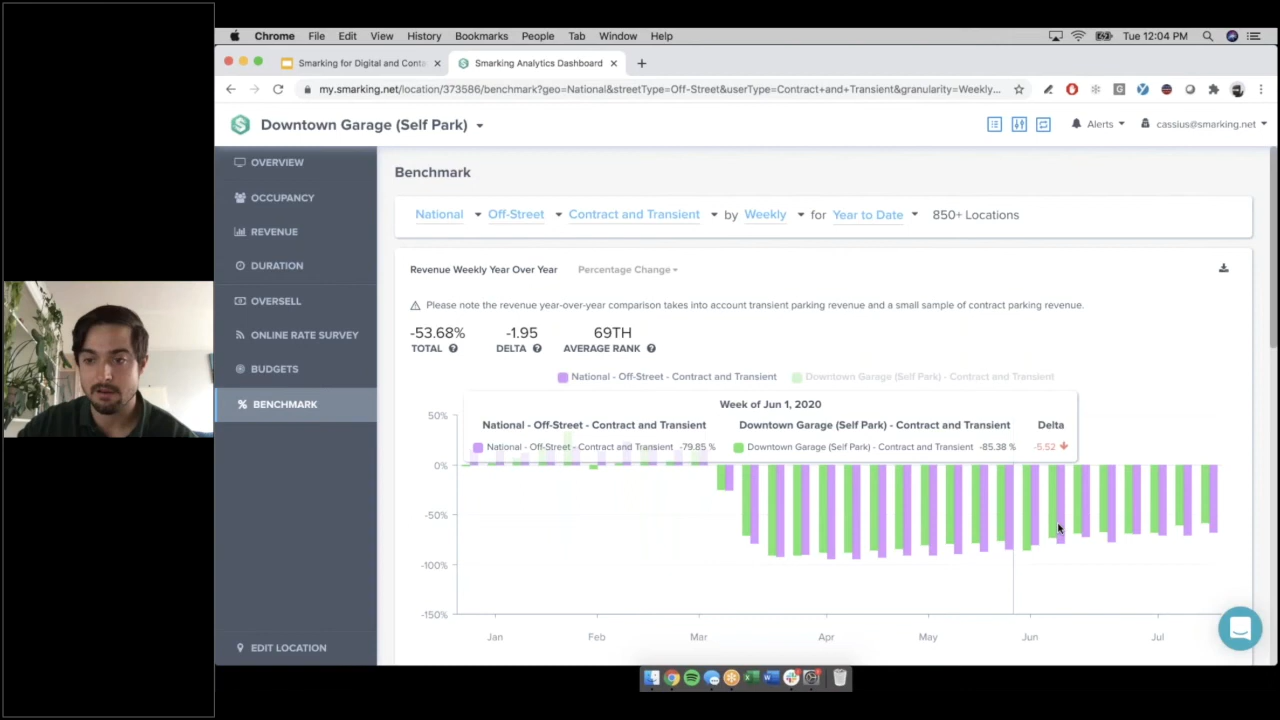 Chrome File Edit View History Bookmarks People Tab Window Help Tue 12:04 PM
Smarking for Digital and Conta Smarking Analytics Dashboard
my.smarking.net/location/373586/benchmark?geo=National&streetType=Off-Street&userType=Contract+and+Transient&granularity=Weekly...
Downtown Garage (Self Park) Alerts cassius@smarking.net
OVERVIEW
OCCUPANCY
REVENUE
DURATION
OVERSELL
ONLINE RATE SURVEY
BUDGETS
BENCHMARK
EDIT LOCATION
Benchmark
National Off-Street Contract and Transient by Weekly for Year to Date 850+ Locations
Revenue Weekly Year Over Year Percentage Change
Please note the revenue year-over-year comparison takes into account transient parking revenue and a small sample of contract parking revenue.
-53.68% -1.95 69TH
TOTAL DELTA AVERAGE RANK
National - Off-Street - Contract and Transient Downtown Garage (Self Park) - Contract and Transient
Week of Jun 1, 2020
National - Off-Street - Contract and Transient Downtown Garage (Self Park) - Contract and Transient Delta
National - Off-Street - Contract and Transient -79.85 % Downtown Garage (Self Park) - Contract and Transient -85.38 % -5.52
50%
0%
-50%
-100%
-150%
Jan Feb Mar Apr May Jun Jul